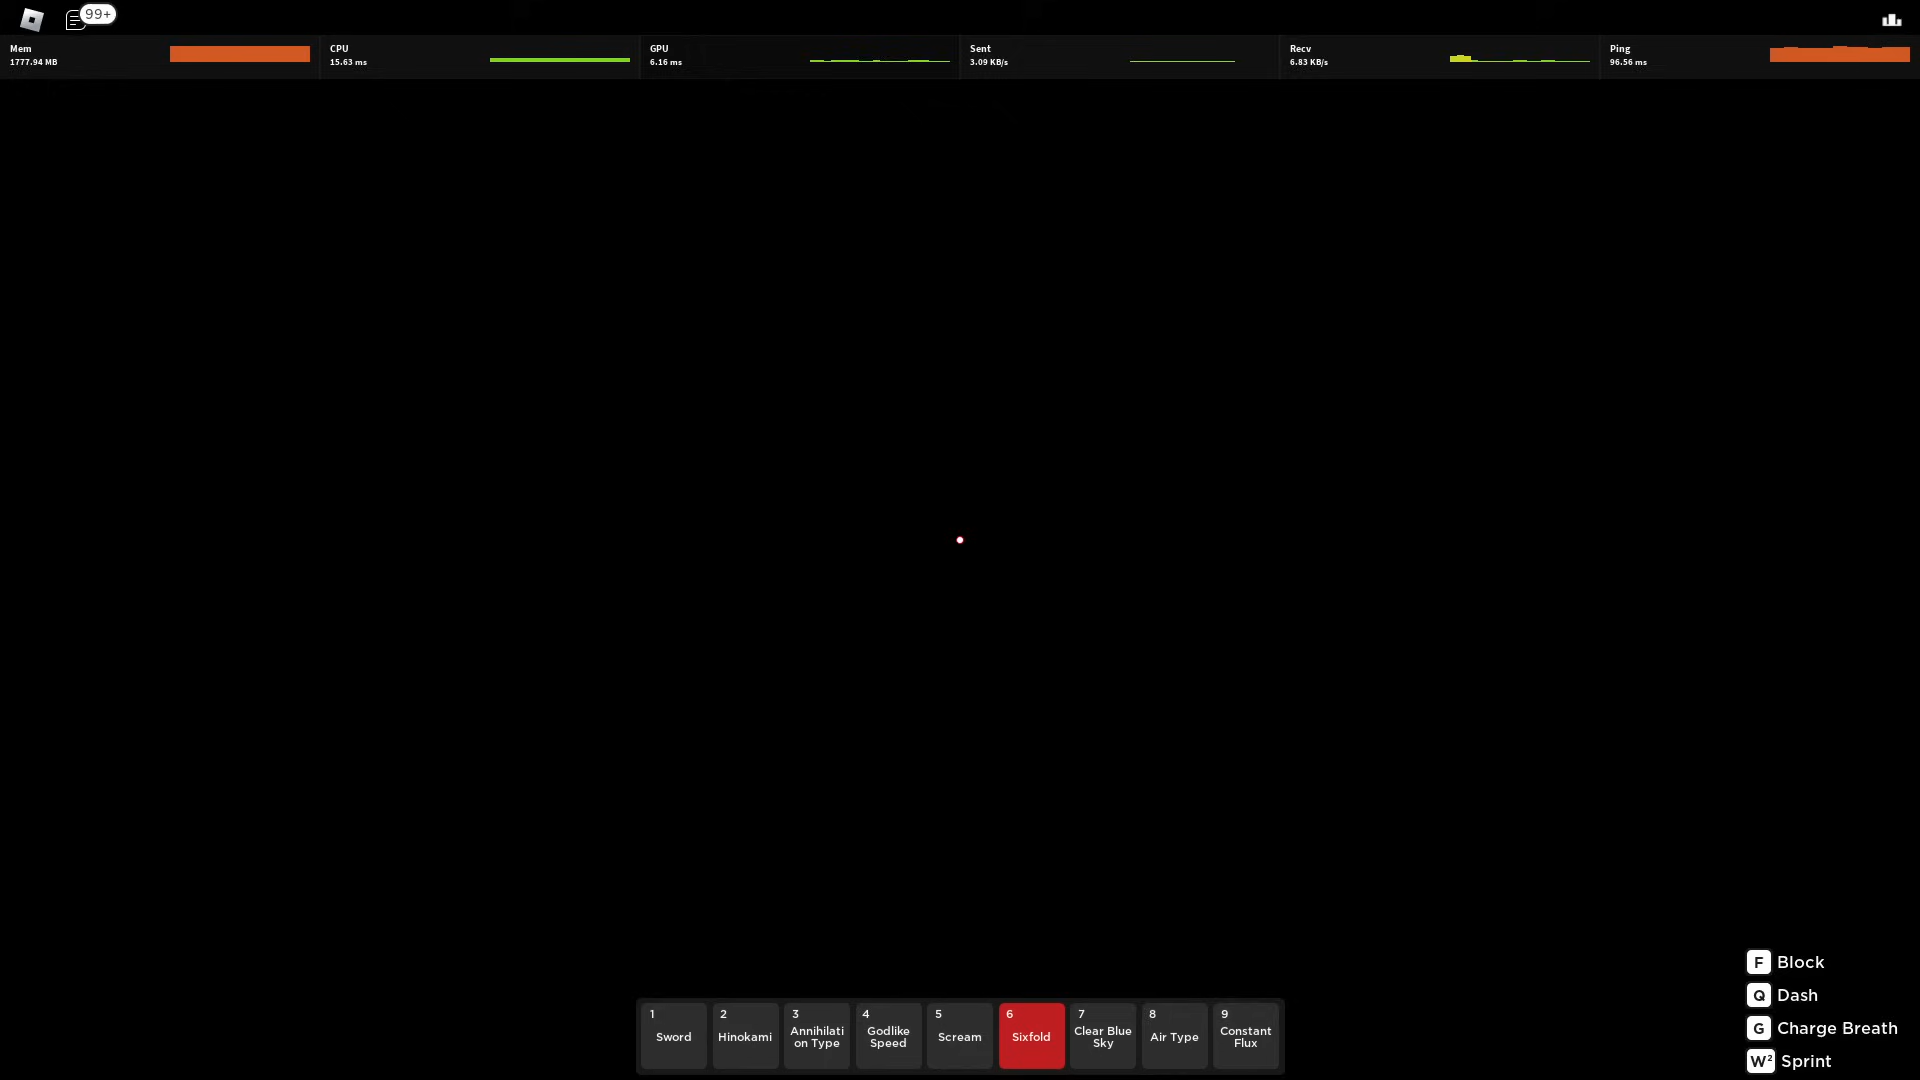 99+
Mem
1777.94 MB
CPU
15.63 ms
GPU
6.16 ms
Sent
3.09 KB/s
Recv
6.83 KB/s
Ping
96.56 ms
F Block
Q Dash
G Charge Breath
W² Sprint
1
Sword
2
Hinokami
3
Annihilati
on Type
4
Godlike
Speed
5
Scream
6
Sixfold
7
Clear Blue
Sky
8
Air Type
9
Constant
Flux